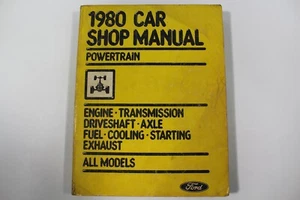 1980 CAR
SHOP MANUAL
POWERTRAIN
ENGINE · TRANSMISSION
DRIVESHAFT · AXLE
FUEL · COOLING · STARTING
EXHAUST
ALL MODELS
Ford